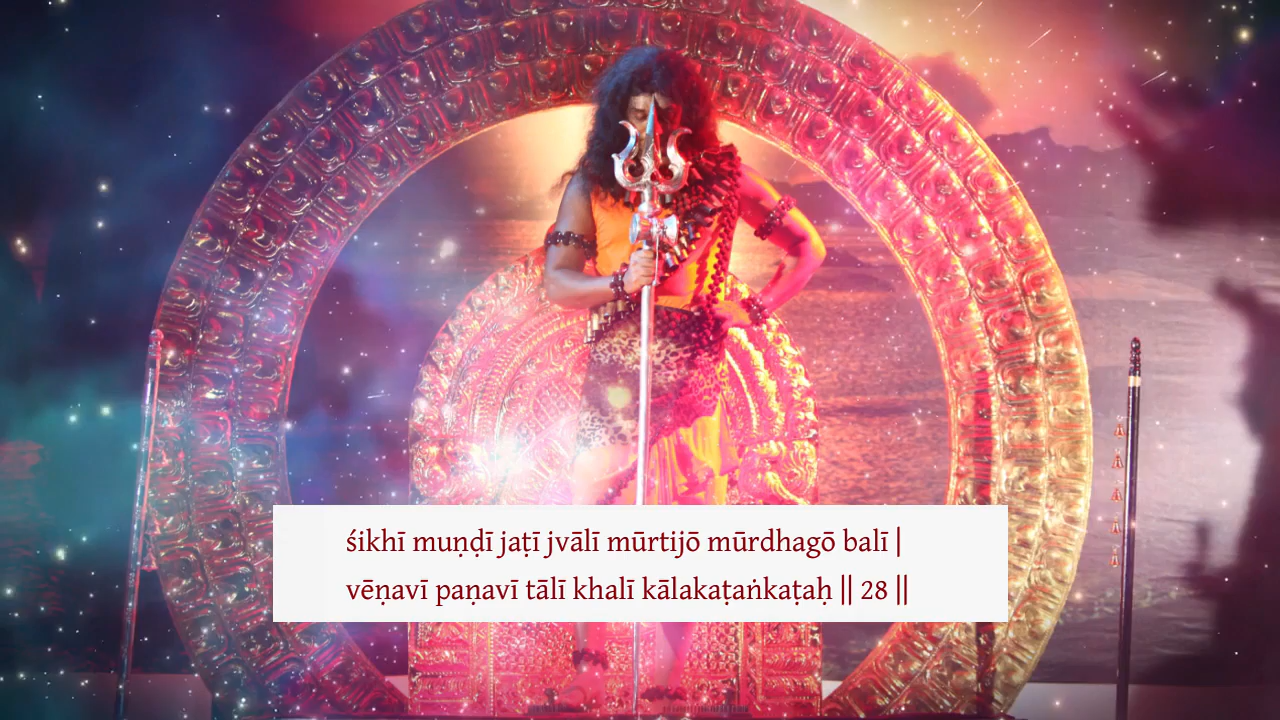 śikhī muṇḍī jaṭī jvālī mūrtijō mūrdhagō balī |
vēṇavī paṇavī tālī khalī kālakaṭaṅkaṭaḥ || 28 ||